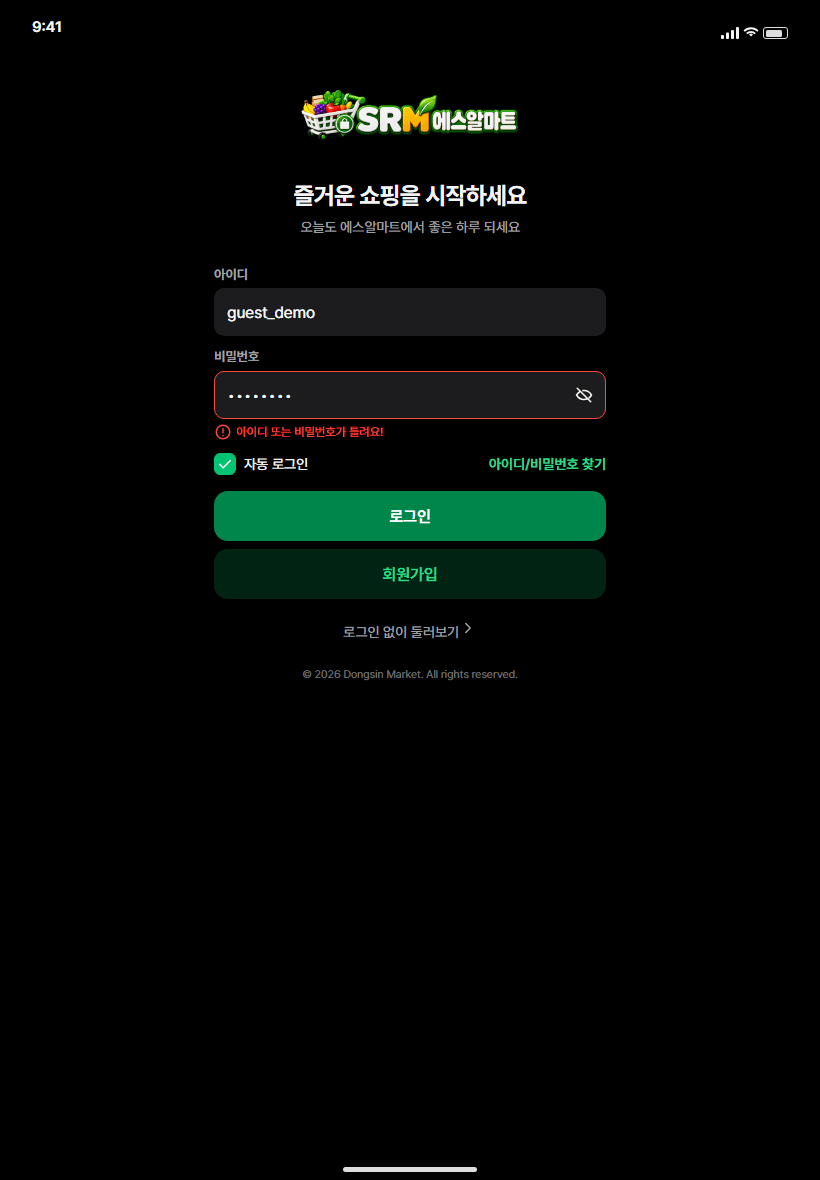 9:41
SRM 에스알마트
즐거운 쇼핑을 시작하세요
오늘도 에스알마트에서 좋은 하루 되세요
아이디
guest_demo
비밀번호
••••••••
아이디 또는 비밀번호가 틀려요!
자동 로그인 아이디/비밀번호 찾기
로그인
회원가입
로그인 없이 둘러보기
© 2026 Dongsin Market. All rights reserved.